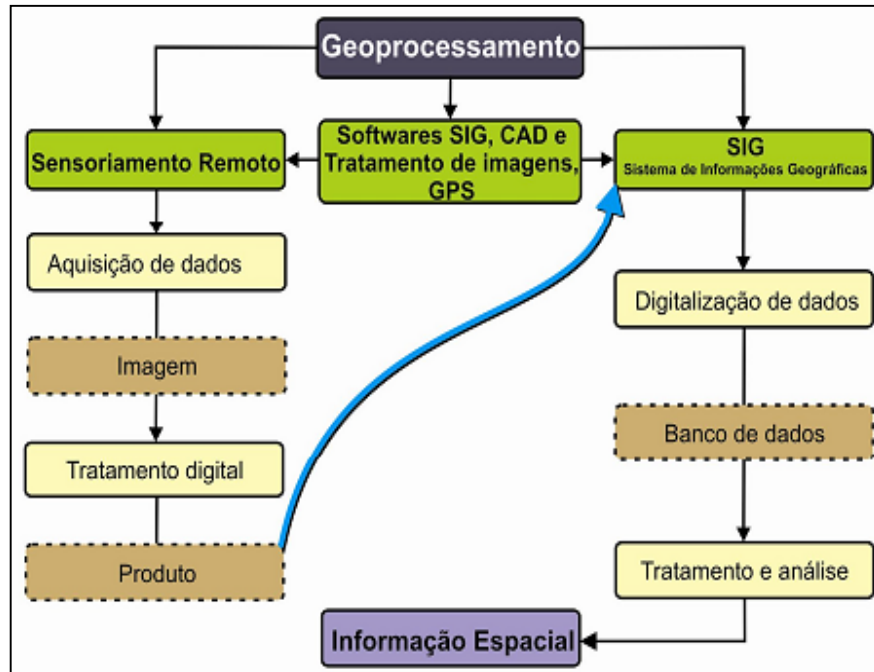 Geoprocessamento
Sensoriamento Remoto
Softwares SIG, CAD e
Tratamento de imagens,
GPS
SIG
Sistema de Informações Geográficas
Aquisição de dados
Imagem
Tratamento digital
Produto
Digitalização de dados
Banco de dados
Tratamento e análise
Informação Espacial